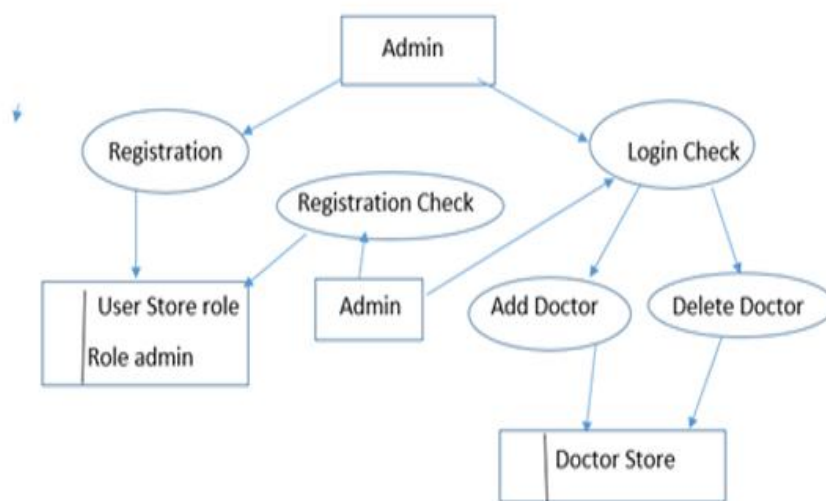 Admin
Registration
Login Check
Registration Check
User Store role
Role admin
Admin
Add Doctor
Delete Doctor
Doctor Store